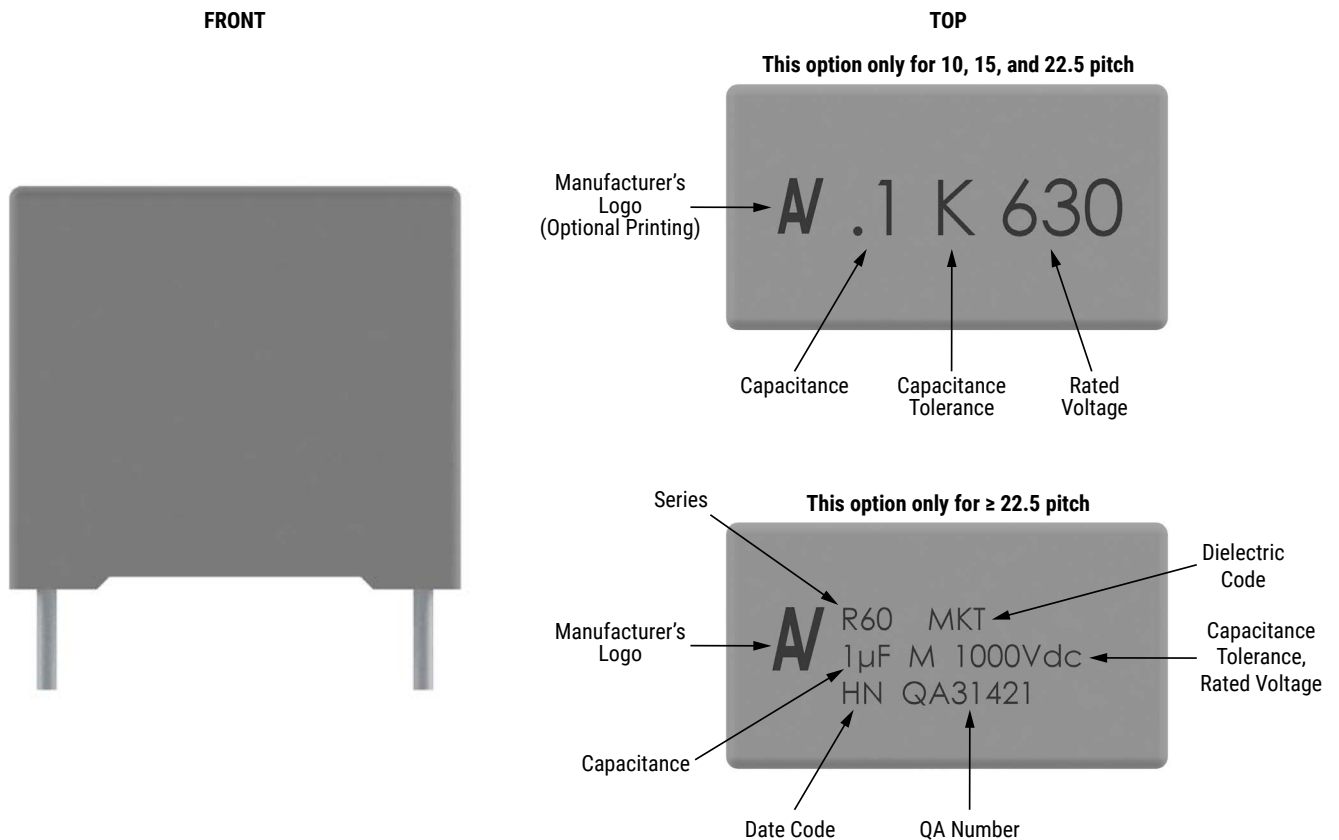 FRONT
TOP
This option only for 10, 15, and 22.5 pitch
Manufacturer's
Logo
(Optional Printing)
.1 K 630
Capacitance
Capacitance
Tolerance
Rated
Voltage
This option only for ≥ 22.5 pitch
Series
Dielectric
Code
Manufacturer's
Logo
R60 MKT
1µF M 1000Vdc
HN QA31421
Capacitance
Tolerance,
Rated Voltage
Capacitance
Date Code
QA Number